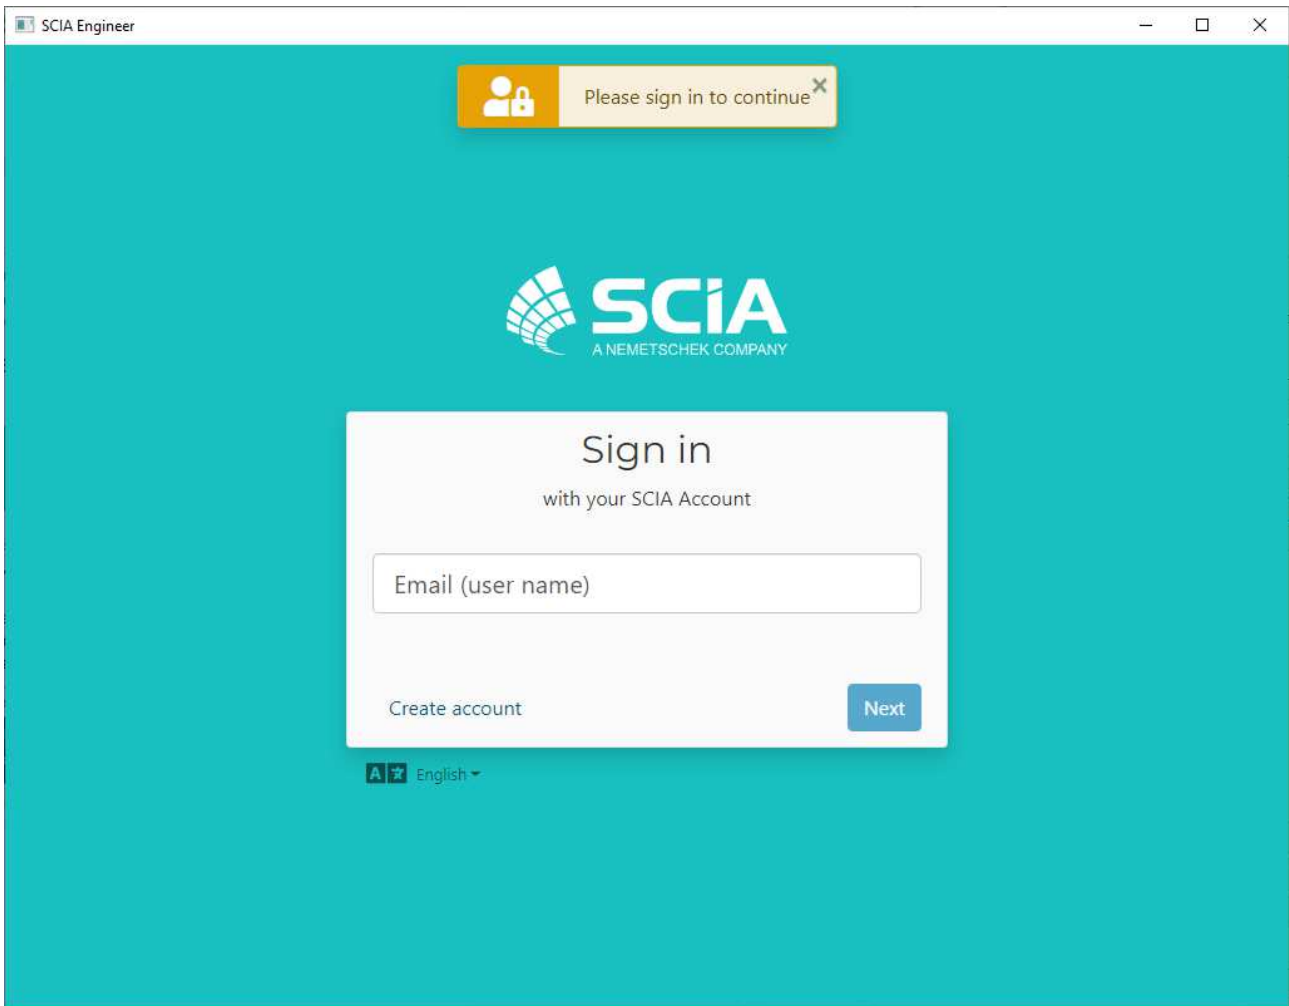 SCIA Engineer
Please sign in to continue
SCiA
A NEMETSCHEK COMPANY
Sign in
with your SCIA Account
Email (user name)
Create account
Next
A 文 English